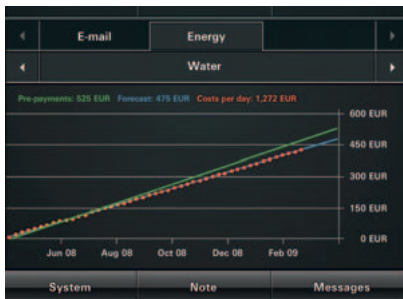 E-mail Energy
Water
Pre-payments: 525 EUR Forecast: 475 EUR Costs per day: 1,272 EUR
600 EUR
450 EUR
300 EUR
150 EUR
0 EUR
Jun 08 Aug 08 Oct 08 Dec 08 Feb 09
System Note Messages